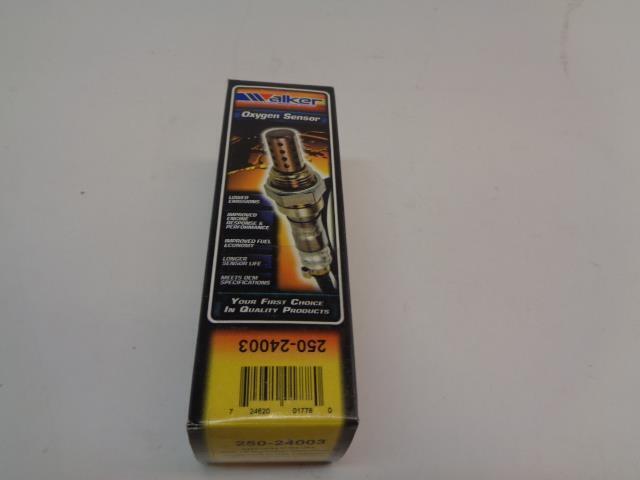 Walker
Oxygen Sensor
LOWER
EMISSIONS
IMPROVED
ENGINE
RESPONSE &
PERFORMANCE
IMPROVED FUEL
ECONOMY
LONGER
SENSOR LIFE
MEETS OEM
SPECIFICATIONS
YOUR FIRST CHOICE
IN QUALITY PRODUCTS
250-24003
7 24620 01778 0
250-24003